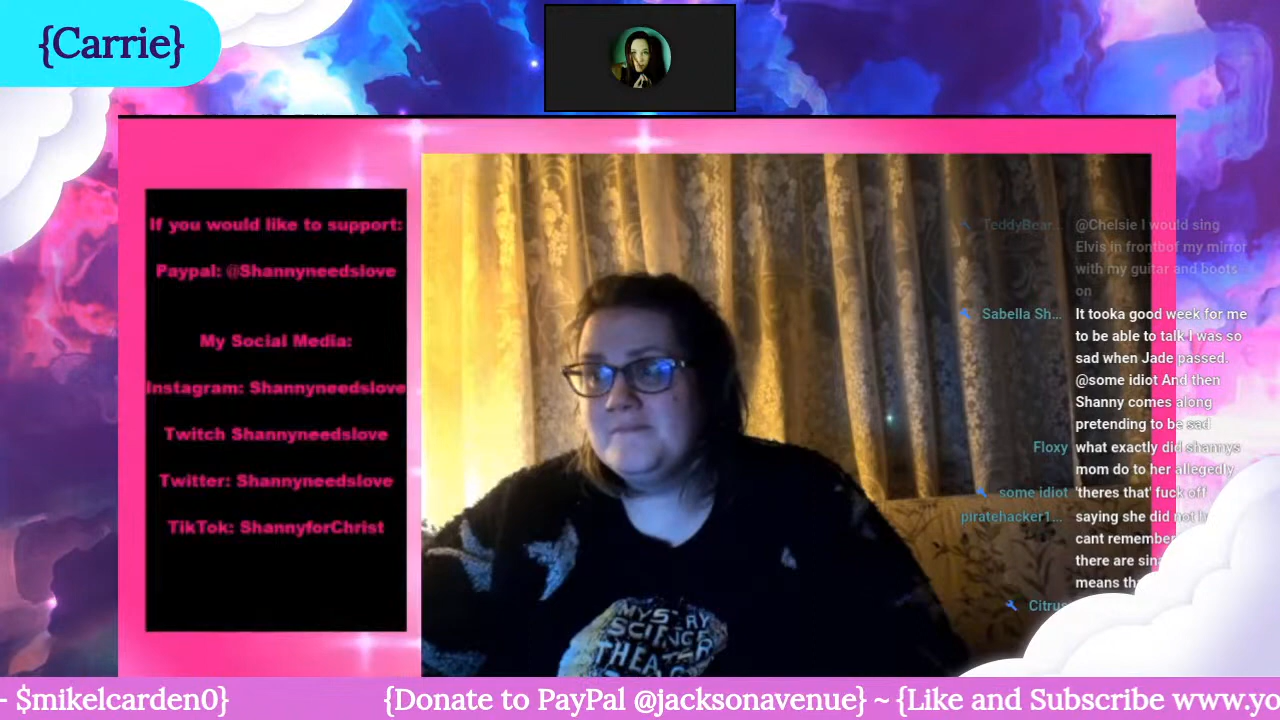 {Carrie}
If you would like to support:
Paypal: @Shannyneedslove
My Social Media:
Instagram: Shannyneedslove
Twitch Shannyneedslove
Twitter: Shannyneedslove
TikTok: ShannyforChrist
TeddyBear... @Chelsie I would sing
Elvis in frontbof my mirror
with my guitar and boots
on
Sabella Sh... It tooka good week for me
to be able to talk.I was so
sad when Jade passed.
@some idiot And then
Shanny comes along
pretending to be sad
Floxy what exactly did shannys
mom do to her allegedly
some idiot 'theres that' fuck off
piratehacker1... saying she did not
cant remember
there are
means
MYSTERY
SCIENCE
THEATER
- $mikelcarden0} {Donate to PayPal @jacksonavenue} ~ {Like and Subscribe